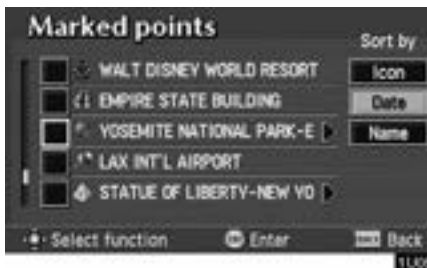 Marked points
Sort by
WALT DISNEY WORLD RESORT
Icon
EMPIRE STATE BUILDING
Date
YOSEMITE NATIONAL PARK-E
Name
LAX INT'L AIRPORT
STATUE OF LIBERTY-NEW YO
Select function
Enter
Back